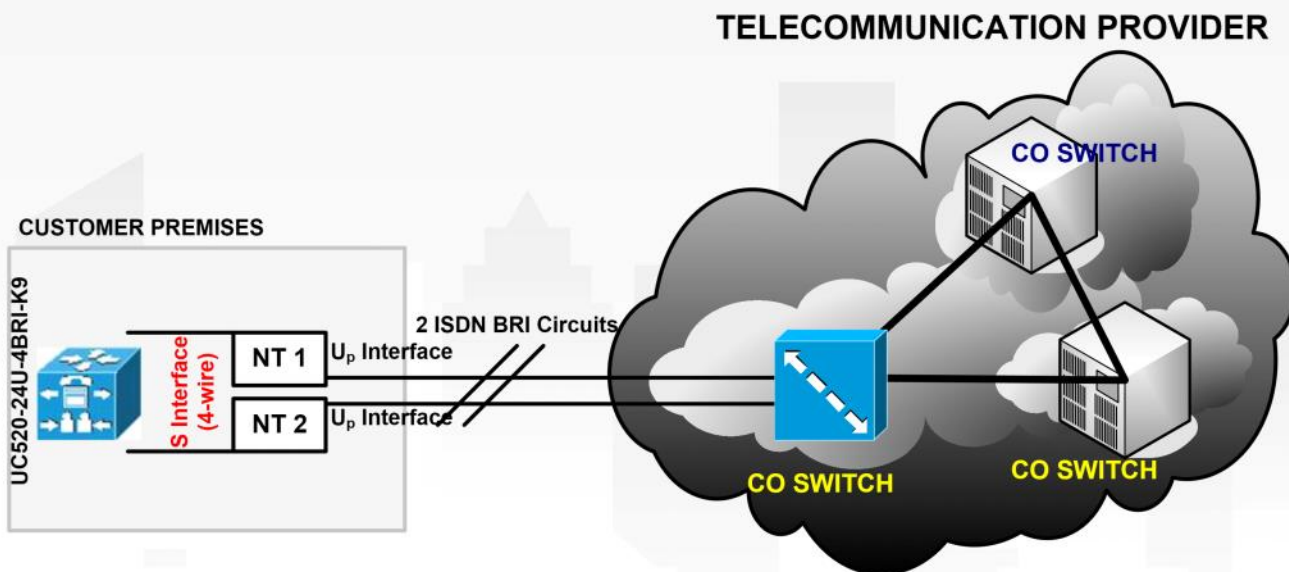 TELECOMMUNICATION PROVIDER
CO SWITCH
CUSTOMER PREMISES
UC520-24U-4BRI-K9
S Interface
(4-wire)
NT 1
Up Interface
2 ISDN BRI Circuits
NT 2
Up Interface
CO SWITCH
CO SWITCH